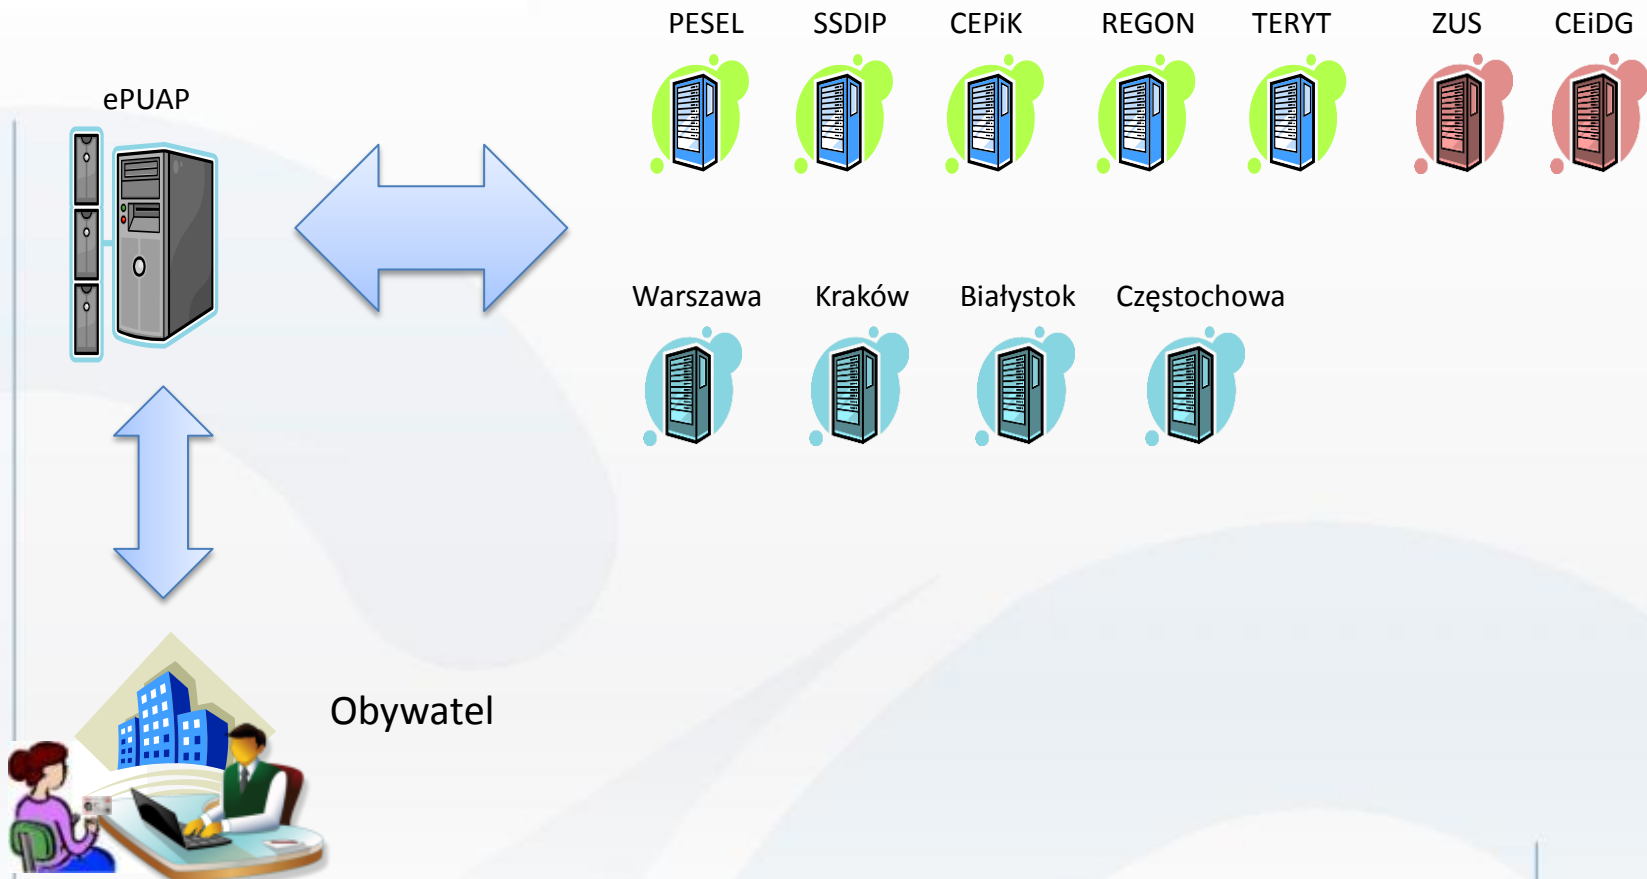 PESEL SSDIP CEPiK REGON TERYT ZUS CEiDG
ePUAP
Warszawa Kraków Białystok Częstochowa
Obywatel